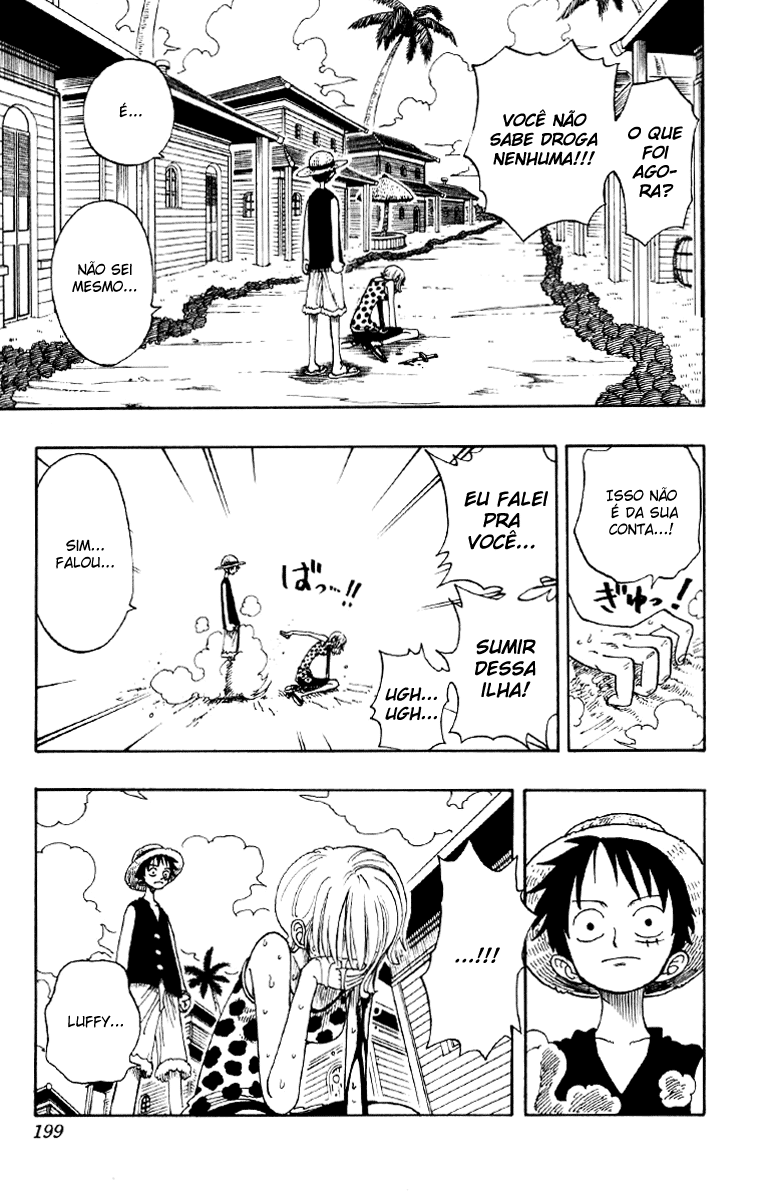 O QUE
FOI
AGO-
RA?
VOCÊ NÃO
SABE DROGA
NENHUMA!!!
É...
NÃO SEI
MESMO...
ISSO NÃO
É DA SUA
CONTA...!
ぎゅっ!
EU FALEI
PRA
VOCÊ...
SUMIR
DESSA
ILHA!
UGH...
UGH...
ばっ…!!
SIM...
FALOU...
...!!!
LUFFY...
199